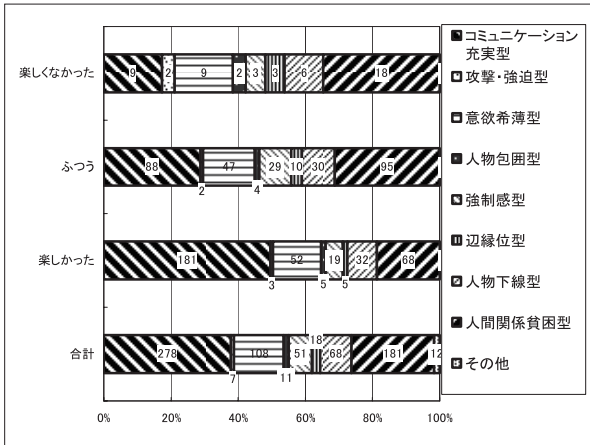 楽しくなかった
9
2
9
2
3
3
6
18
ふつう
88
2
47
4
29
10
30
95
楽しかった
181
3
52
5
19
5
32
68
合計
278
7
108
11
51
18
68
181
12
0%
20%
40%
60%
80%
100%
コミュニケーション
充実型
攻撃・強迫型
意欲希薄型
人物包囲型
強制感型
辺縁位型
人物下線型
人間関係貧困型
その他